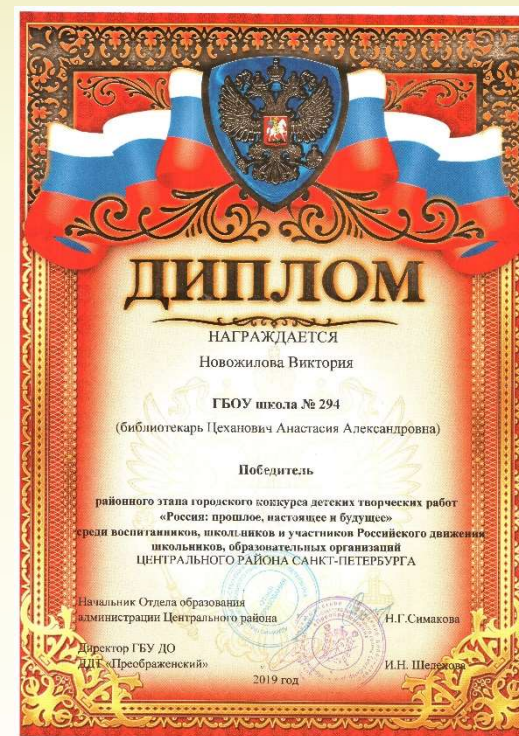 ДИПЛОМ
НАГРАЖДАЕТСЯ
Новожилова Виктория
ГБОУ школа № 294
(библиотекарь Цеханович Анастасия Александровна)
Победитель
районного этапа городского конкурса детских творческих работ
«Россия: прошлое, настоящее и будущее»
среди воспитанников, школьников и участников Российского движения
школьников, образовательных организаций
ЦЕНТРАЛЬНОГО РАЙОНА САНКТ-ПЕТЕРБУРГА
Начальник Отдела образования
администрации Центрального района Н.Г.Симакова
Директор ГБУ ДО
ДДТ «Преображенский» И.Н. Шелехова
2019 год